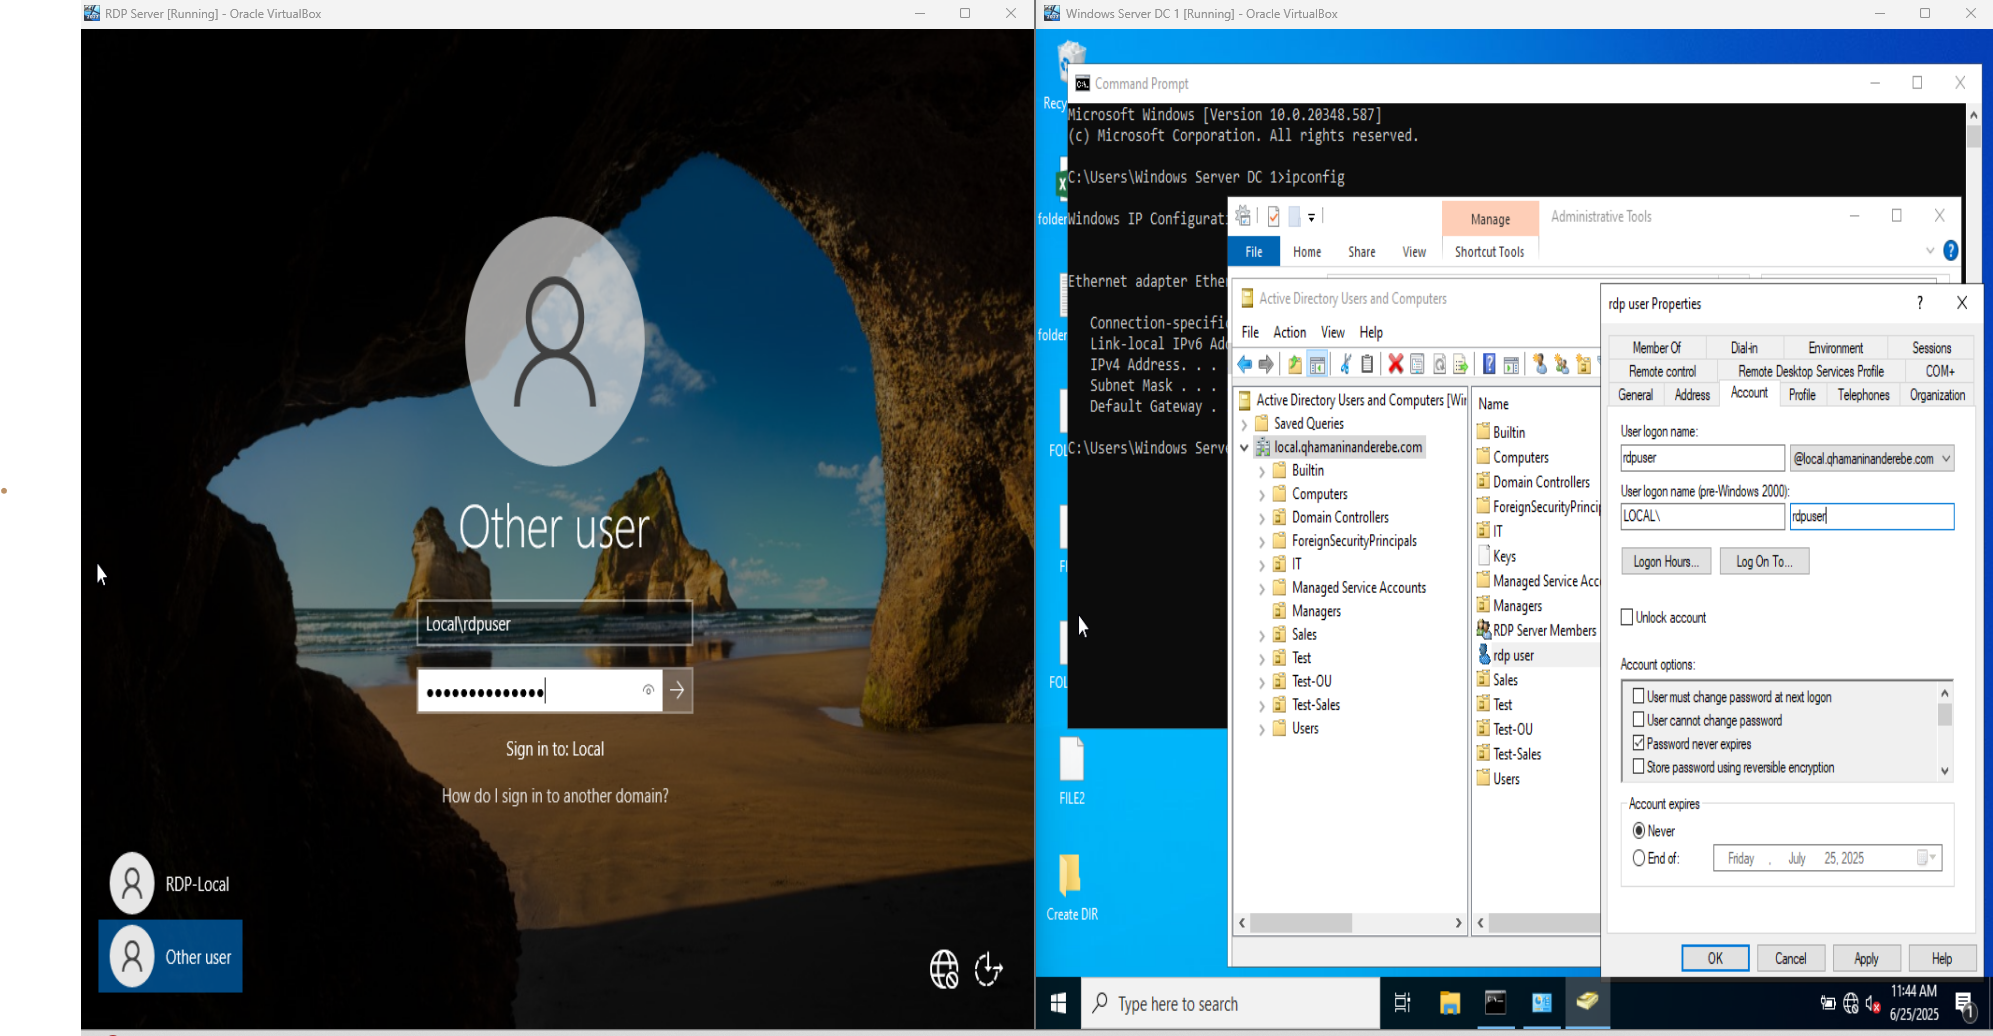 RDP Server [Running] - Oracle VirtualBox
Other user
Local\rdpuser
Sign in to: Local
How do I sign in to another domain?
RDP-Local
Other user
Windows Server DC 1 [Running] - Oracle VirtualBox
Recy
folder
folder
FOL
FI
FOL
FILE2
Create DIR
Command Prompt
Microsoft Windows [Version 10.0.20348.587]
(c) Microsoft Corporation. All rights reserved.
C:\Users\Windows Server DC 1>ipconfig
Windows IP Configurati
Ethernet adapter Ether
Connection-specific
Link-local IPv6 Add
IPv4 Address. . .
Subnet Mask . . .
Default Gateway .
C:\Users\Windows Serve
Manage
Administrative Tools
File Home Share View Shortcut Tools
Active Directory Users and Computers
File Action View Help
Active Directory Users and Computers [Wir
Saved Queries
local.qhamaninanderebe.com
Builtin
Computers
Domain Controllers
ForeignSecurityPrincipals
IT
Managed Service Accounts
Managers
Sales
Test
Test-OU
Test-Sales
Users
Name
Builtin
Computers
Domain Controllers
ForeignSecurityPrincip
IT
Keys
Managed Service Acc
Managers
RDP Server Members
rdp user
Sales
Test
Test-OU
Test-Sales
Users
rdp user Properties ?
Member Of Dial-in Environment Sessions
Remote control Remote Desktop Services Profile COM+
General Address Account Profile Telephones Organization
User logon name:
rdpuser @local.qhamaninanderebe.com
User logon name (pre-Windows 2000):
LOCAL\ rdpuser
Logon Hours... Log On To...
Unlock account
Account options:
User must change password at next logon
User cannot change password
Password never expires
Store password using reversible encryption
Account expires
Never
End of: Friday , July 25, 2025
OK Cancel Apply Help
Type here to search
11:44 AM
6/25/2025
1